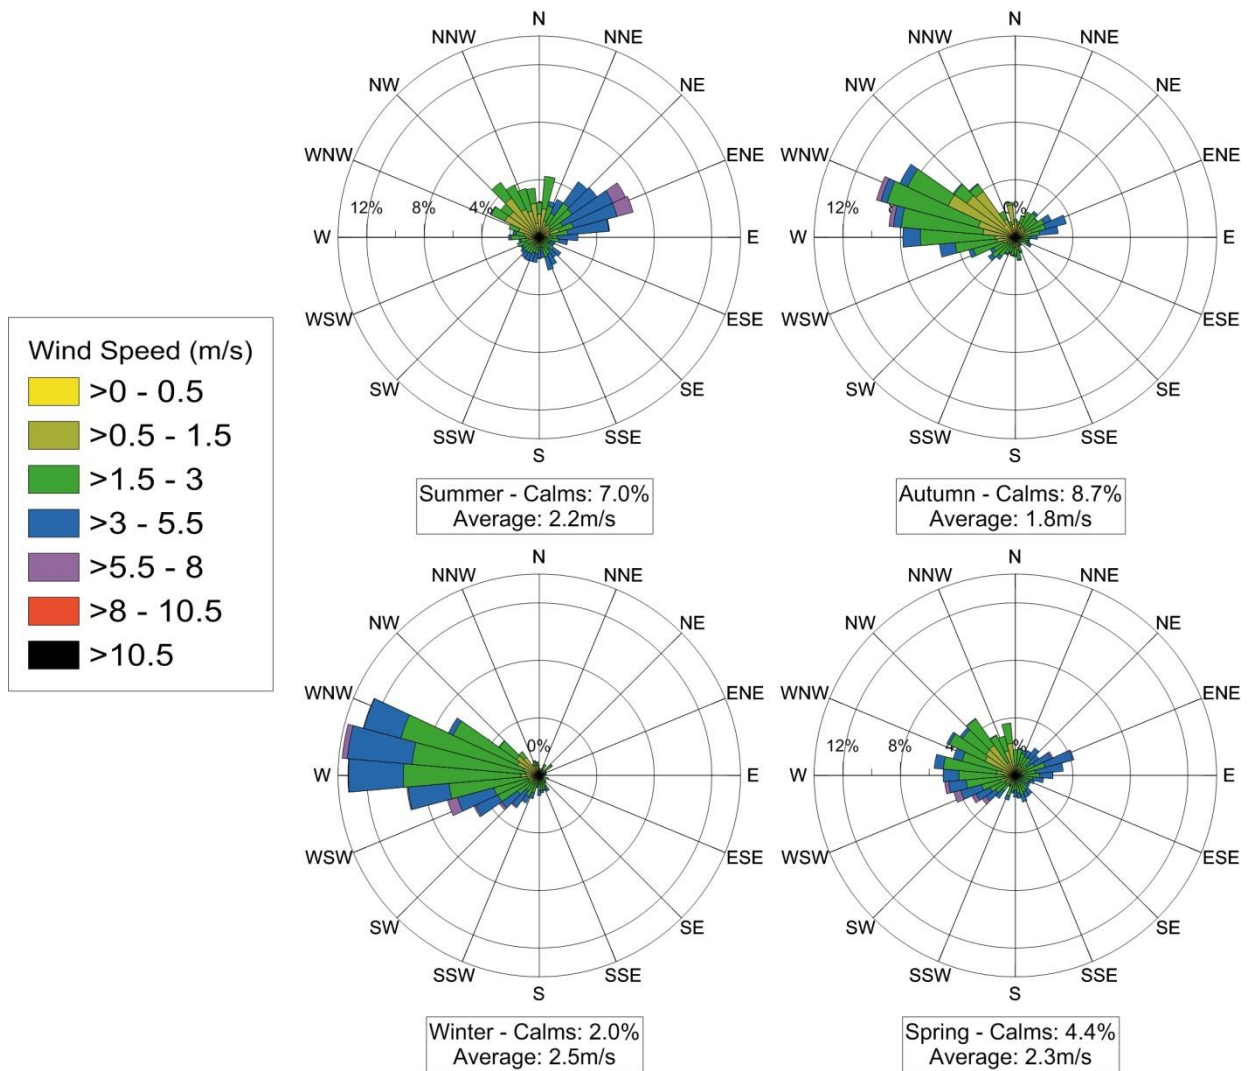 N
NNW
NNE
NW
NE
WNW
ENE
12%
8%
4%
W
E
WSW
ESE
SW
SE
SSW
SSE
S
Summer - Calms: 7.0%
Average: 2.2m/s
N
NNW
NNE
NW
NE
WNW
ENE
12%
0%
W
E
WSW
ESE
SW
SE
SSW
SSE
S
Autumn - Calms: 8.7%
Average: 1.8m/s
Wind Speed (m/s)
>0 - 0.5
>0.5 - 1.5
>1.5 - 3
>3 - 5.5
>5.5 - 8
>8 - 10.5
>10.5
N
NNW
NNE
NW
NE
WNW
ENE
0%
W
E
WSW
ESE
SW
SE
SSW
SSE
S
Winter - Calms: 2.0%
Average: 2.5m/s
N
NNW
NNE
NW
NE
WNW
ENE
12%
8%
W
E
WSW
ESE
SW
SE
SSW
SSE
S
Spring - Calms: 4.4%
Average: 2.3m/s